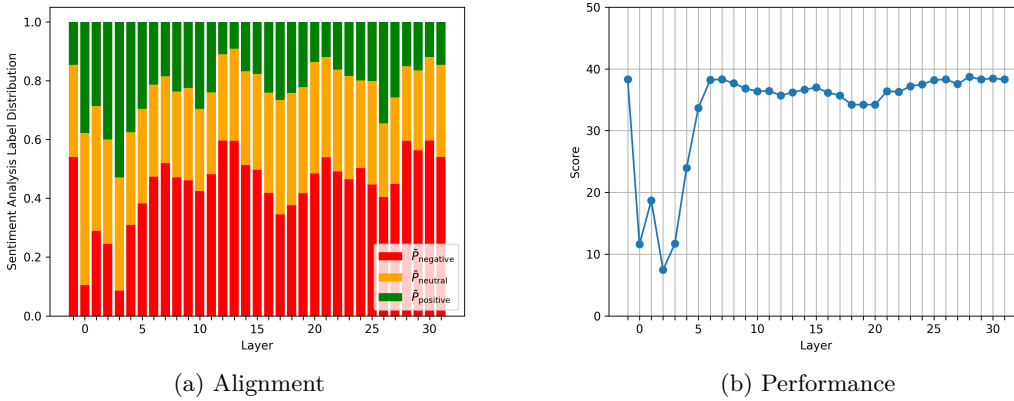 1.0
0.8
0.6
0.4
0.2
0.0
Sentiment Analysis Label Distribution
0 5 10 15 20 25 30
Layer
P̄negative
P̄neutral
P̄positive
(a) Alignment
50
40
30
20
10
0
Score
0 5 10 15 20 25 30
Layer
(b) Performance